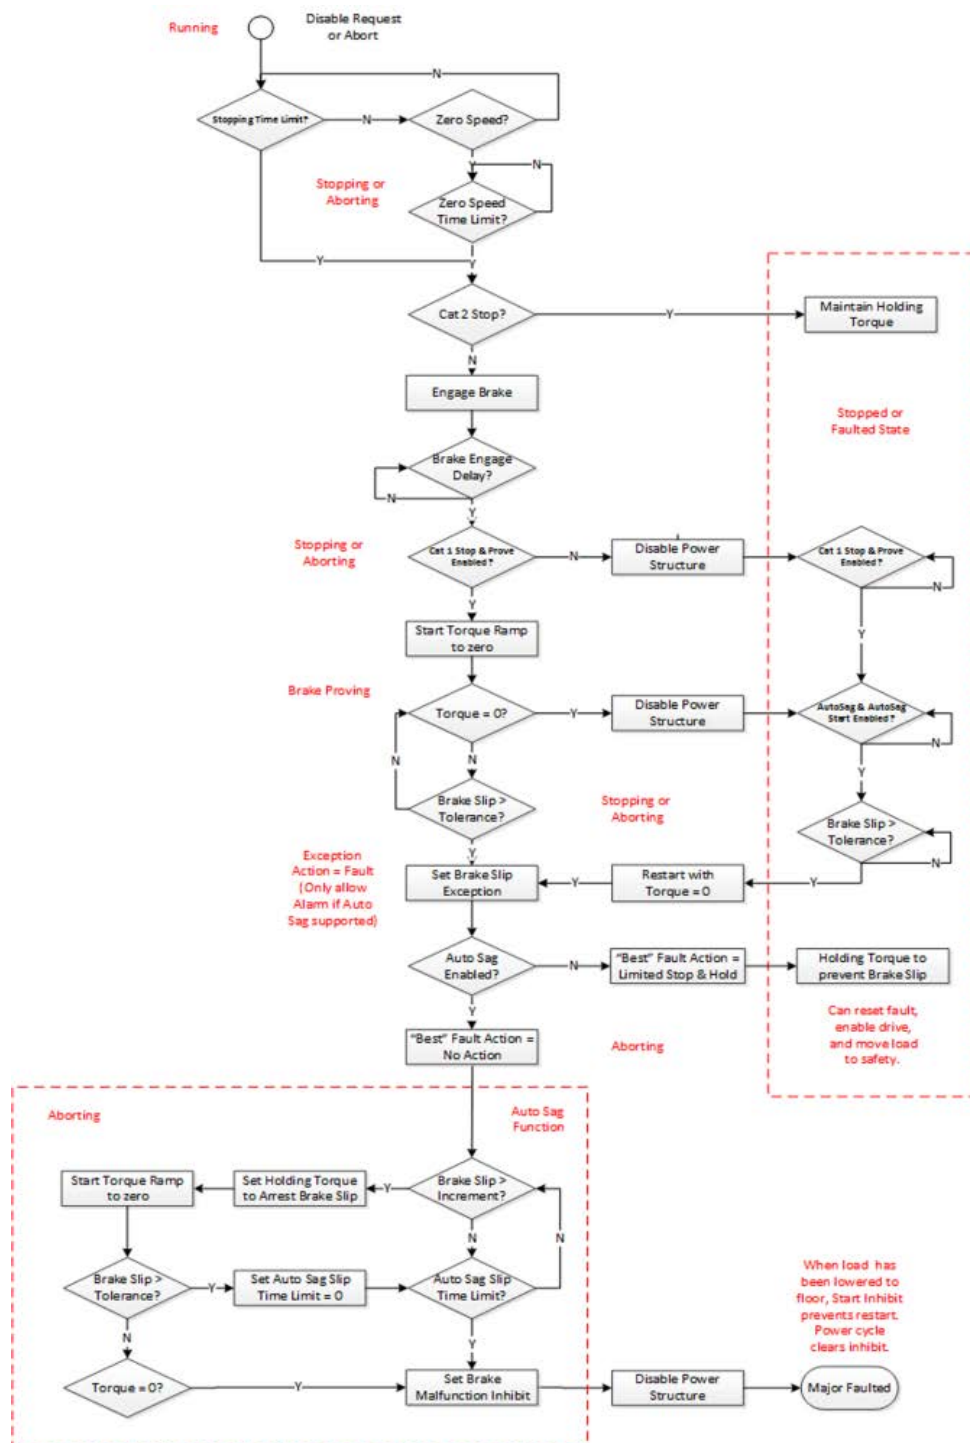 Running
Disable Request
or Abort
N
Stopping Time Limit?
N
Zero Speed?
Y
N
Stopping or
Aborting
Zero Speed
Time Limit?
Y
Y
Cat 2 Stop?
Y
Maintain Holding
Torque
N
Engage Brake
Stopped or
Faulted State
Brake Engage
Delay?
N
Y
Stopping or
Aborting
Cat 1 Stop & Prove
Enabled?
N
Disable Power
Structure
Cat 1 Stop & Prove
Enabled?
N
Y
Start Torque Ramp
to zero
Y
Brake Proving
Torque = 0?
Y
Disable Power
Structure
AutoSag & AutoSag
Start Enabled?
N
N
N
Y
Brake Slip >
Tolerance?
Stopping or
Aborting
Brake Slip >
Tolerance?
N
Y
Exception
Action = Fault
(Only allow
Alarm if Auto
Sag supported)
Set Brake Slip
Exception
Y
Restart with
Torque = 0
Y
Auto Sag
Enabled?
N
"Best" Fault Action =
Limited Stop & Hold
Holding Torque to
prevent Brake Slip
Y
Can reset fault,
enable drive,
and move load
to safety.
"Best" Fault Action =
No Action
Aborting
Aborting
Auto Sag
Function
Start Torque Ramp
to zero
Set Holding Torque
to Arrest Brake Slip
Y
Brake Slip >
Increment?
N
N
Brake Slip >
Tolerance?
Y
Set Auto Sag Slip
Time Limit = 0
Auto Sag Slip
Time Limit?
When load has
been lowered to
floor, Start Inhibit
prevents restart.
Power cycle
clears inhibit.
N
Y
Torque = 0?
Y
Set Brake
Malfunction Inhibit
Disable Power
Structure
Major Faulted